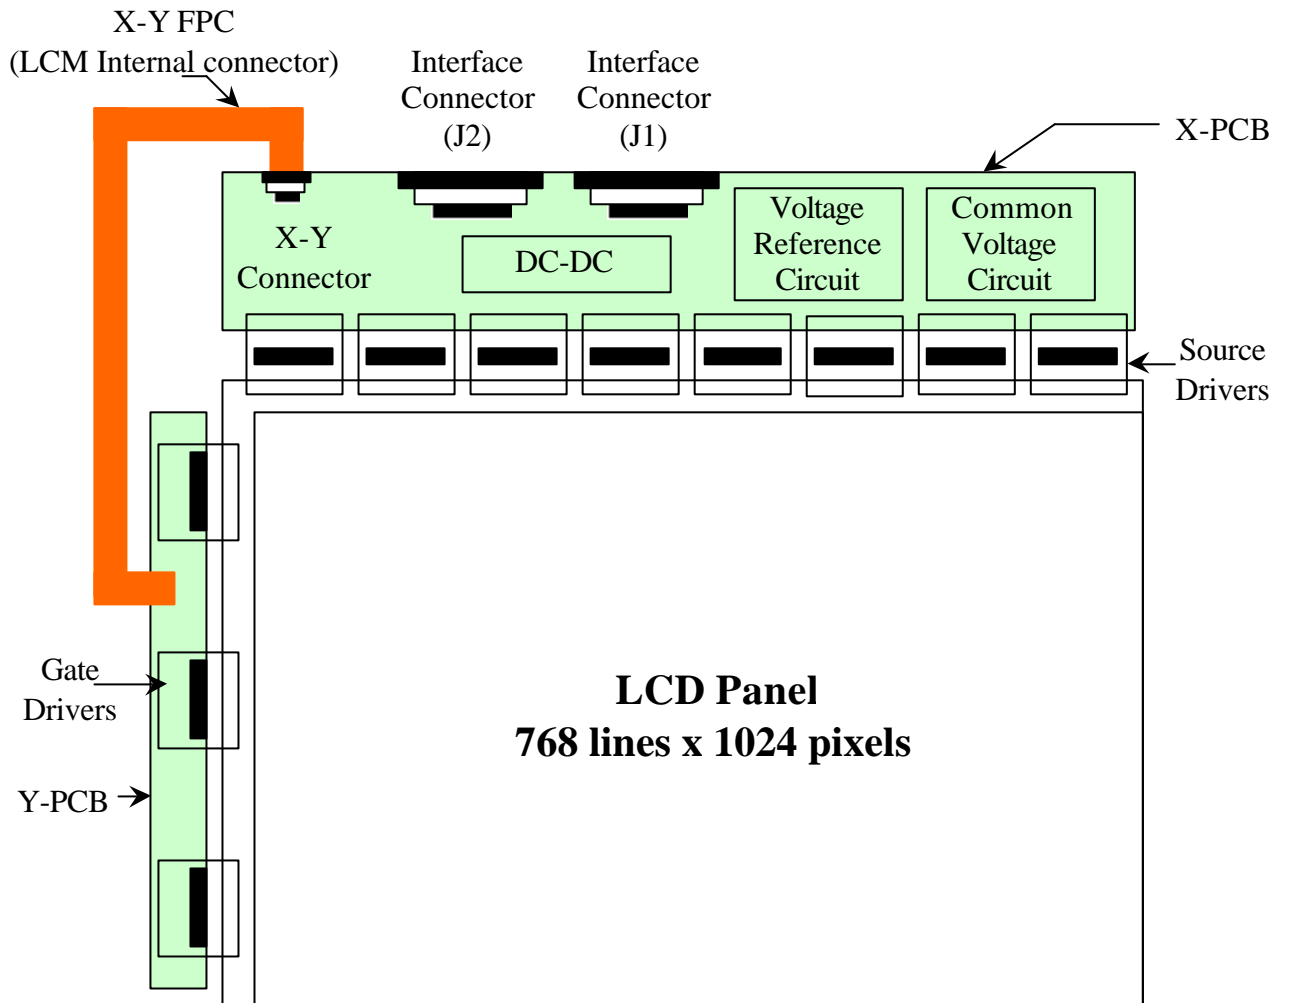 X-Y FPC
(LCM Internal connector)
Interface
Connector
(J2)
Interface
Connector
(J1)
X-PCB
X-Y
Connector
DC-DC
Voltage
Reference
Circuit
Common
Voltage
Circuit
Source
Drivers
Gate
Drivers
Y-PCB
LCD Panel
768 lines x 1024 pixels